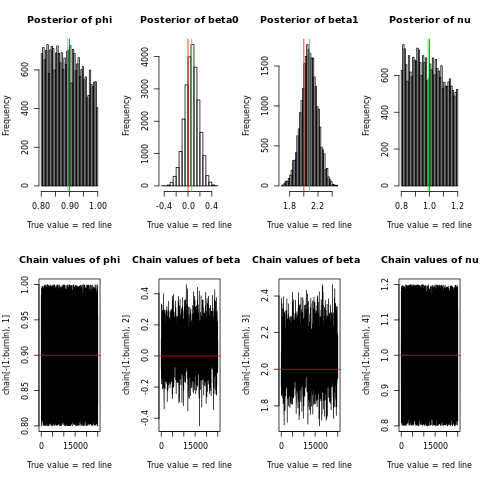 Posterior of phi
Posterior of beta0
Posterior of beta1
Posterior of nu
Frequency
0 200 400 600
0.80 0.90 1.00
True value = red line
Frequency
0 1000 2000 3000 4000
-0.4 0.0 0.4
True value = red line
Frequency
0 500 1000 1500
1.8 2.2
True value = red line
Frequency
0 200 400 600
0.8 1.0 1.2
True value = red line
Chain values of phi
Chain values of beta
Chain values of beta
Chain values of nu
chain[-(1:burnIn), 1]
0.80 0.85 0.90 0.95 1.00
0 15000
True value = red line
chain[-(1:burnIn), 2]
-0.4 -0.2 0.0 0.2 0.4
0 15000
True value = red line
chain[-(1:burnIn), 3]
1.8 2.0 2.2 2.4
0 15000
True value = red line
chain[-(1:burnIn), 4]
0.8 0.9 1.0 1.1 1.2
0 15000
True value = red line